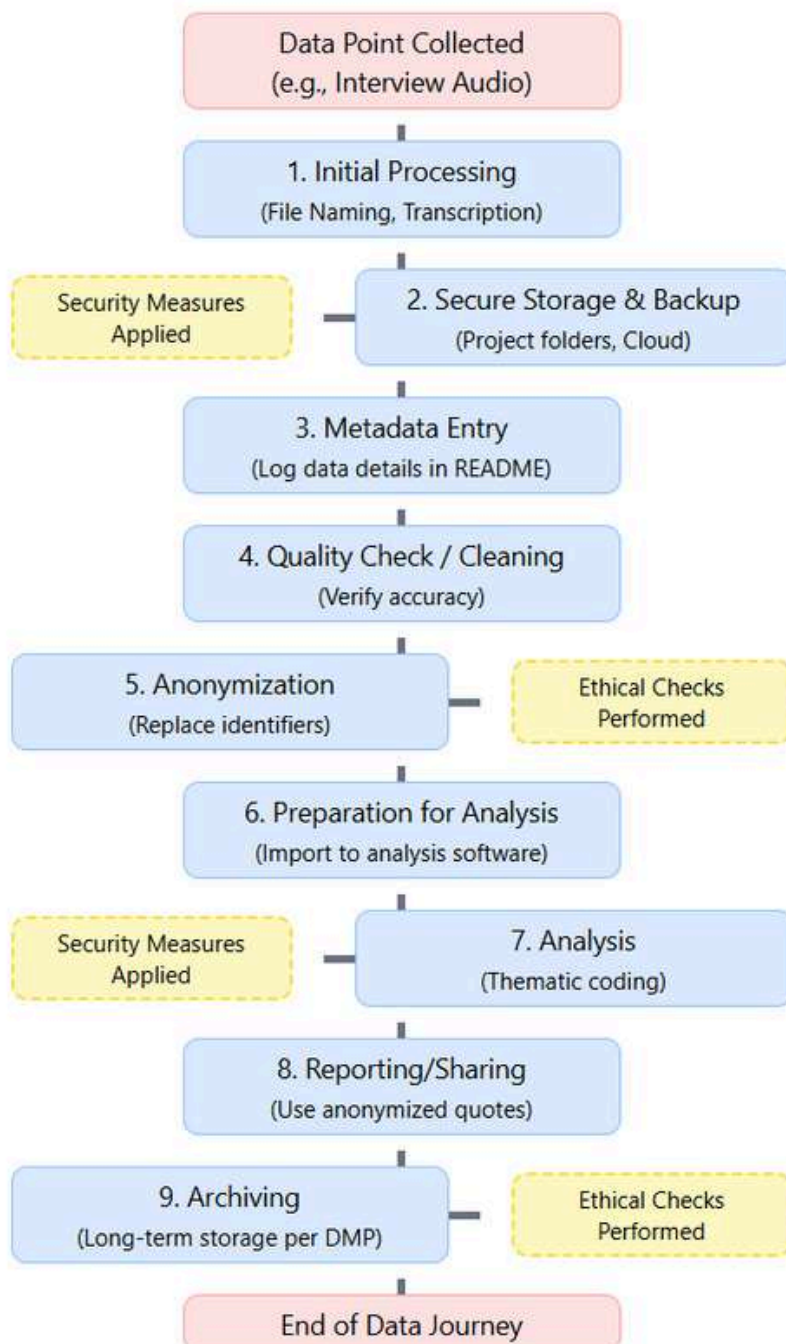 Data Point Collected
(e.g., Interview Audio)
1. Initial Processing
(File Naming, Transcription)
Security Measures
Applied
2. Secure Storage & Backup
(Project folders, Cloud)
3. Metadata Entry
(Log data details in README)
4. Quality Check / Cleaning
(Verify accuracy)
5. Anonymization
(Replace identifiers)
Ethical Checks
Performed
6. Preparation for Analysis
(Import to analysis software)
Security Measures
Applied
7. Analysis
(Thematic coding)
8. Reporting/Sharing
(Use anonymized quotes)
9. Archiving
(Long-term storage per DMP)
Ethical Checks
Performed
End of Data Journey